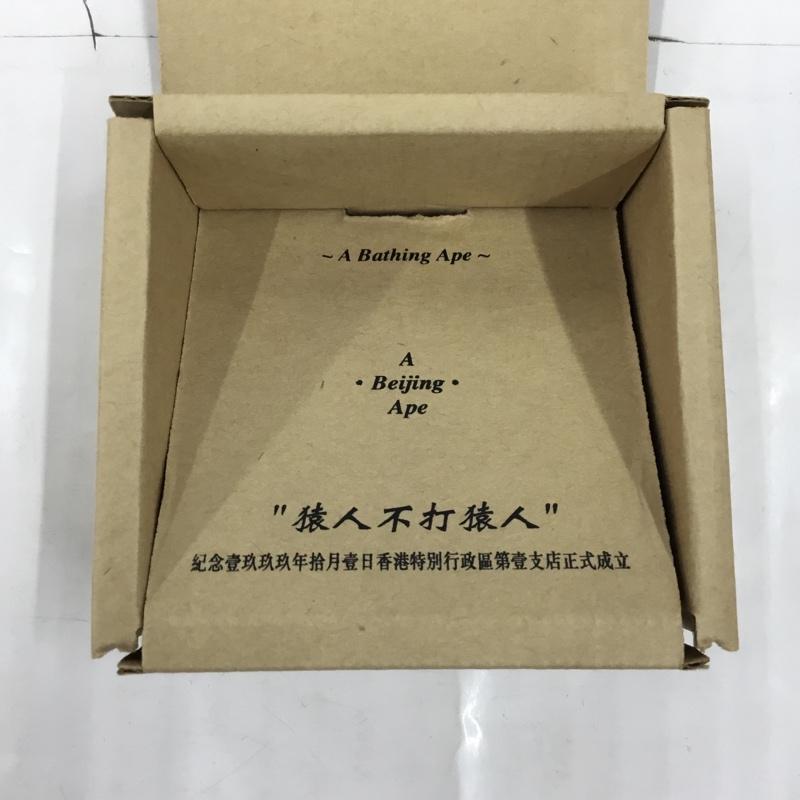 ~ A Bathing Ape ~
A
• Beijing •
Ape
"猿人不打猿人"
紀念壹玖玖玖年拾月壹日香港特別行政區第壹支店正式成立